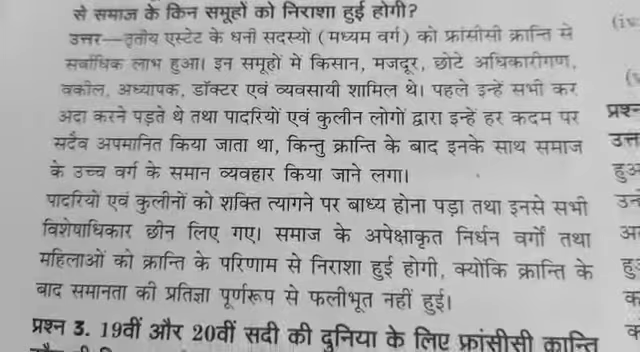 से समाज के किन समूहों को निराशा हुई होगी?
उत्तर—तृतीय एस्टेट के धनी सदस्यों (मध्यम वर्ग) को फ्रांसीसी क्रान्ति से
सर्वाधिक लाभ हुआ। इन समूहों में किसान, मजदूर, छोटे अधिकारीगण,
वकील, अध्यापक, डॉक्टर एवं व्यवसायी शामिल थे। पहले इन्हें सभी कर
अदा करने पड़ते थे तथा पादरियों एवं कुलीन लोगों द्वारा इन्हें हर कदम पर
सदैव अपमानित किया जाता था, किन्तु क्रान्ति के बाद इनके साथ समाज
के उच्च वर्ग के समान व्यवहार किया जाने लगा।
पादरियों एवं कुलीनों को शक्ति त्यागने पर बाध्य होना पड़ा तथा इनसे सभी
विशेषाधिकार छीन लिए गए। समाज के अपेक्षाकृत निर्धन वर्गों तथा
महिलाओं को क्रान्ति के परिणाम से निराशा हुई होगी, क्योंकि क्रान्ति के
बाद समानता की प्रतिज्ञा पूर्णरूप से फलीभूत नहीं हुई।
प्रश्न 3. 19वीं और 20वीं सदी की दुनिया के लिए फ्रांसीसी क्रान्ति